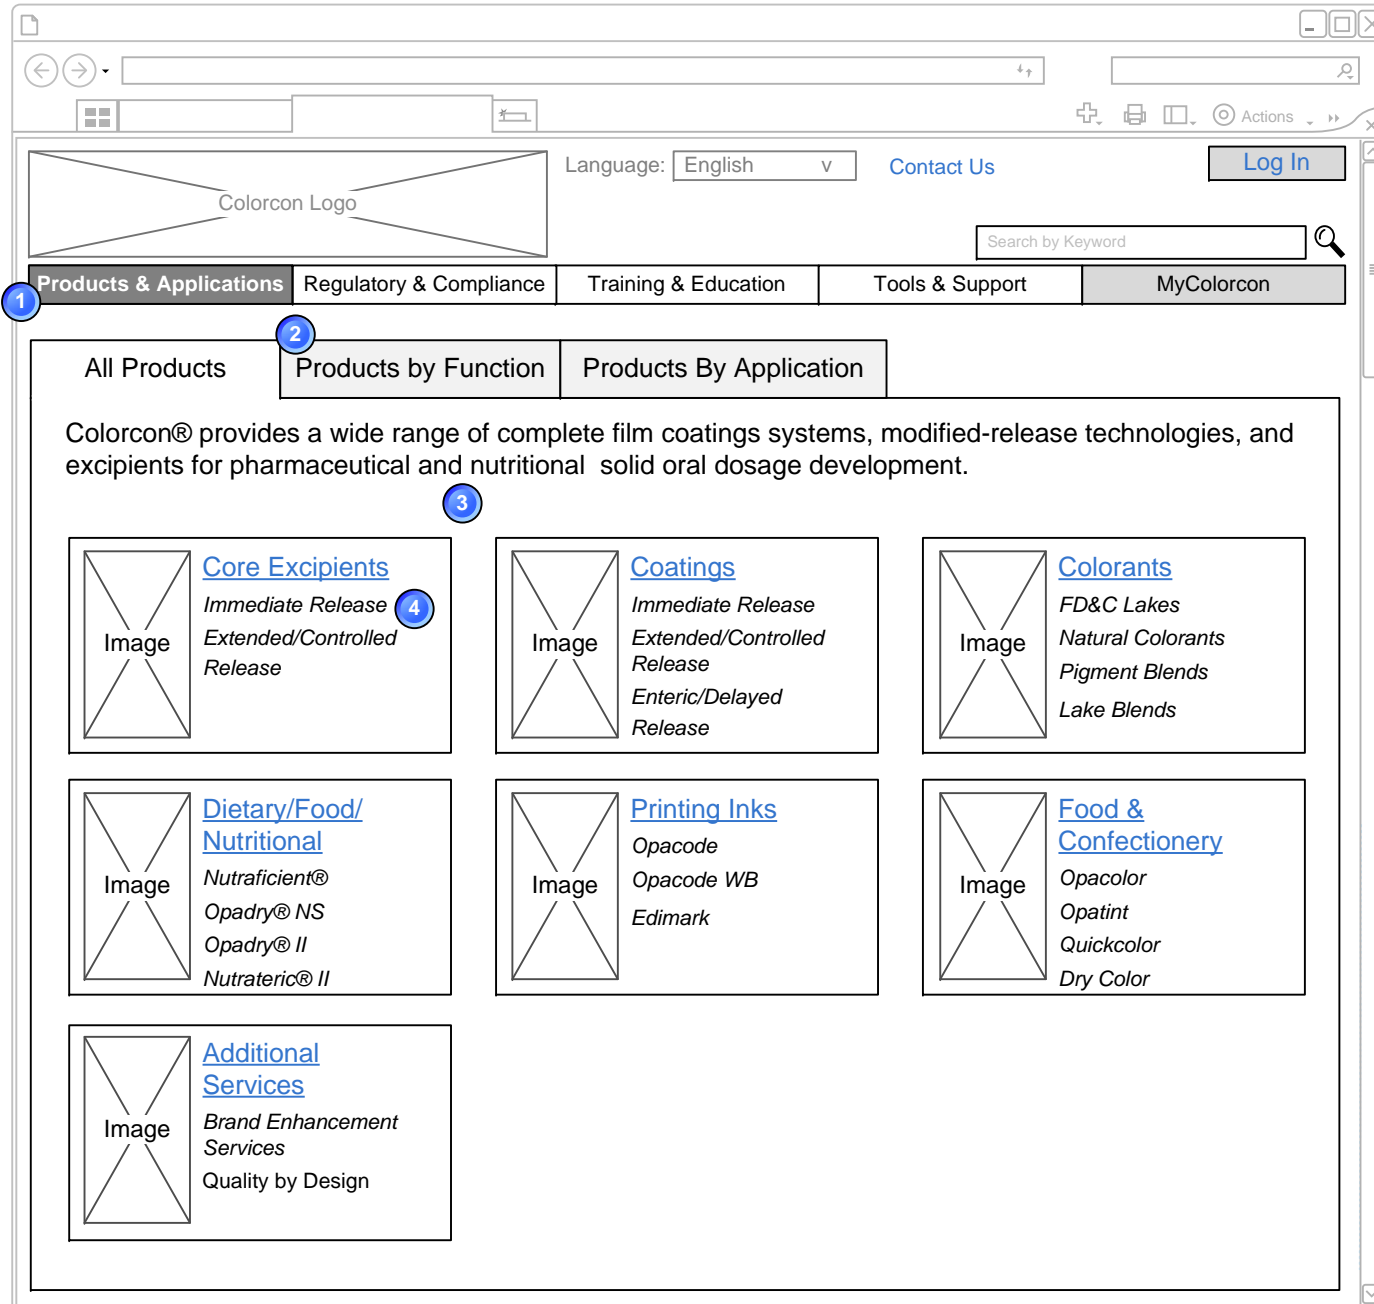 Actions
Language:
English
v
Contact Us
Log In
Colorcon Logo
Search by Keyword
Products & Applications
Regulatory & Compliance
Training & Education
Tools & Support
MyColorcon
1
2
All Products
Products by Function
Products By Application
Colorcon® provides a wide range of complete film coatings systems, modified-release technologies, and
excipients for pharmaceutical and nutritional solid oral dosage development.
3
Image
Core Excipients
Immediate Release
4
Extended/Controlled
Release
Image
Coatings
Immediate Release
Extended/Controlled
Release
Enteric/Delayed
Release
Image
Colorants
FD&C Lakes
Natural Colorants
Pigment Blends
Lake Blends
Image
Dietary/Food/
Nutritional
Nutraficient®
Opadry® NS
Opadry® II
Nutrateric® II
Image
Printing Inks
Opacode
Opacode WB
Edimark
Image
Food &
Confectionery
Opacolor
Opatint
Quickcolor
Dry Color
Image
Additional
Services
Brand Enhancement
Services
Quality by Design